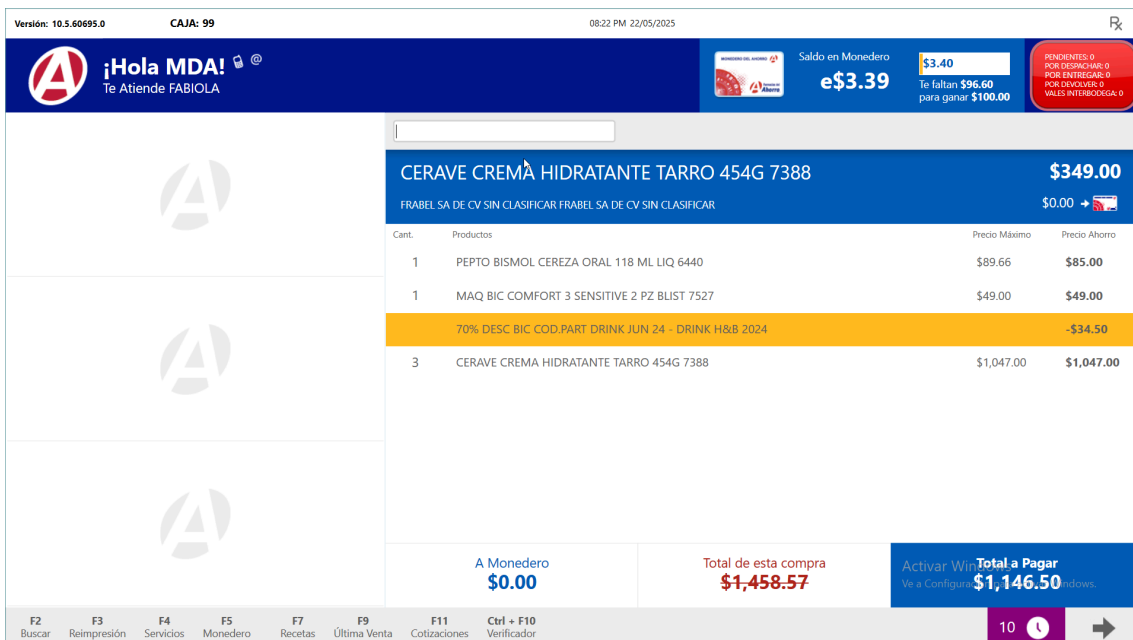 Versión: 10.5.60695.0 CAJA: 99 08:22 PM 22/05/2025
¡Hola MDA! @
Te Atiende FABIOLA
MONEDERO DEL AHORRO
Saldo en Monedero
e$3.39
$3.40
Te faltan $96.60
para ganar $100.00
PENDIENTES: 0
POR DESPACHAR: 0
POR ENTREGAR: 0
POR DEVOLVER: 0
VALES INTERBODEGA: 0
CERAVE CREMA HIDRATANTE TARRO 454G 7388 $349.00
FRABEL SA DE CV SIN CLASIFICAR FRABEL SA DE CV SIN CLASIFICAR $0.00
Cant. Productos Precio Máximo Precio Ahorro
1 PEPTO BISMOL CEREZA ORAL 118 ML LIQ 6440 $89.66 $85.00
1 MAQ BIC COMFORT 3 SENSITIVE 2 PZ BLIST 7527 $49.00 $49.00
70% DESC BIC COD.PART DRINK JUN 24 - DRINK H&B 2024 -$34.50
3 CERAVE CREMA HIDRATANTE TARRO 454G 7388 $1,047.00 $1,047.00
A Monedero
$0.00
Total de esta compra
$1,458.57
Total a Pagar
$1,146.50
F2 F3 F4 F5 F7 F9 F11 Ctrl + F10
Buscar Reimpresión Servicios Monedero Recetas Última Venta Cotizaciones Verificador
10